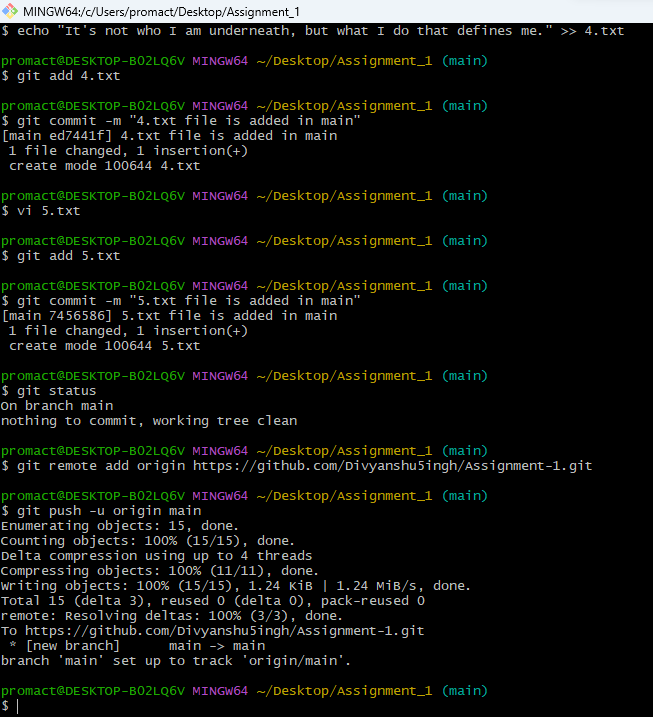 MINGW64:/c/Users/promact/Desktop/Assignment_1
$ echo "It's not who I am underneath, but what I do that defines me." >> 4.txt
promact@DESKTOP-B02LQ6V MINGW64 ~/Desktop/Assignment_1 (main)
$ git add 4.txt
promact@DESKTOP-B02LQ6V MINGW64 ~/Desktop/Assignment_1 (main)
$ git commit -m "4.txt file is added in main"
[main ed7441f] 4.txt file is added in main
1 file changed, 1 insertion(+)
create mode 100644 4.txt
promact@DESKTOP-B02LQ6V MINGW64 ~/Desktop/Assignment_1 (main)
$ vi 5.txt
promact@DESKTOP-B02LQ6V MINGW64 ~/Desktop/Assignment_1 (main)
$ git add 5.txt
promact@DESKTOP-B02LQ6V MINGW64 ~/Desktop/Assignment_1 (main)
$ git commit -m "5.txt file is added in main"
[main 7456586] 5.txt file is added in main
1 file changed, 1 insertion(+)
create mode 100644 5.txt
promact@DESKTOP-B02LQ6V MINGW64 ~/Desktop/Assignment_1 (main)
$ git status
On branch main
nothing to commit, working tree clean
promact@DESKTOP-B02LQ6V MINGW64 ~/Desktop/Assignment_1 (main)
$ git remote add origin https://github.com/Divyanshu5ingh/Assignment-1.git
promact@DESKTOP-B02LQ6V MINGW64 ~/Desktop/Assignment_1 (main)
$ git push -u origin main
Enumerating objects: 15, done.
Counting objects: 100% (15/15), done.
Delta compression using up to 4 threads
Compressing objects: 100% (11/11), done.
Writing objects: 100% (15/15), 1.24 KiB | 1.24 MiB/s, done.
Total 15 (delta 3), reused 0 (delta 0), pack-reused 0
remote: Resolving deltas: 100% (3/3), done.
To https://github.com/Divyanshu5ingh/Assignment-1.git
* [new branch]      main -> main
branch 'main' set up to track 'origin/main'.
promact@DESKTOP-B02LQ6V MINGW64 ~/Desktop/Assignment_1 (main)
$